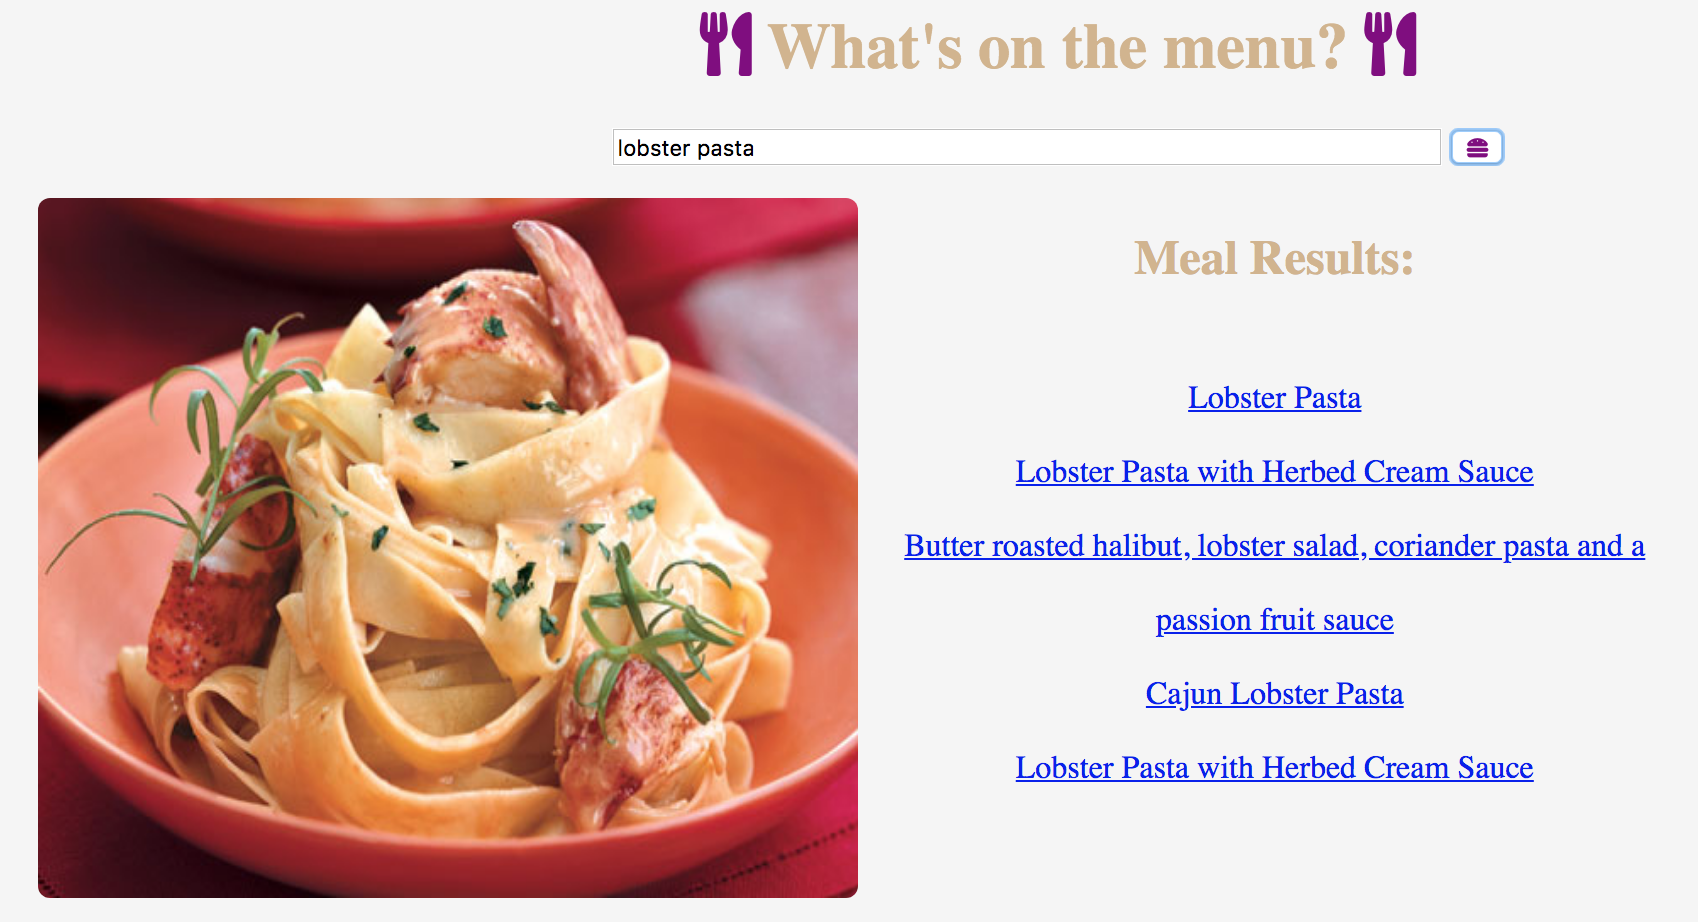 What's on the menu?
lobster pasta
Meal Results:
Lobster Pasta
Lobster Pasta with Herbed Cream Sauce
Butter roasted halibut, lobster salad, coriander pasta and a
passion fruit sauce
Cajun Lobster Pasta
Lobster Pasta with Herbed Cream Sauce